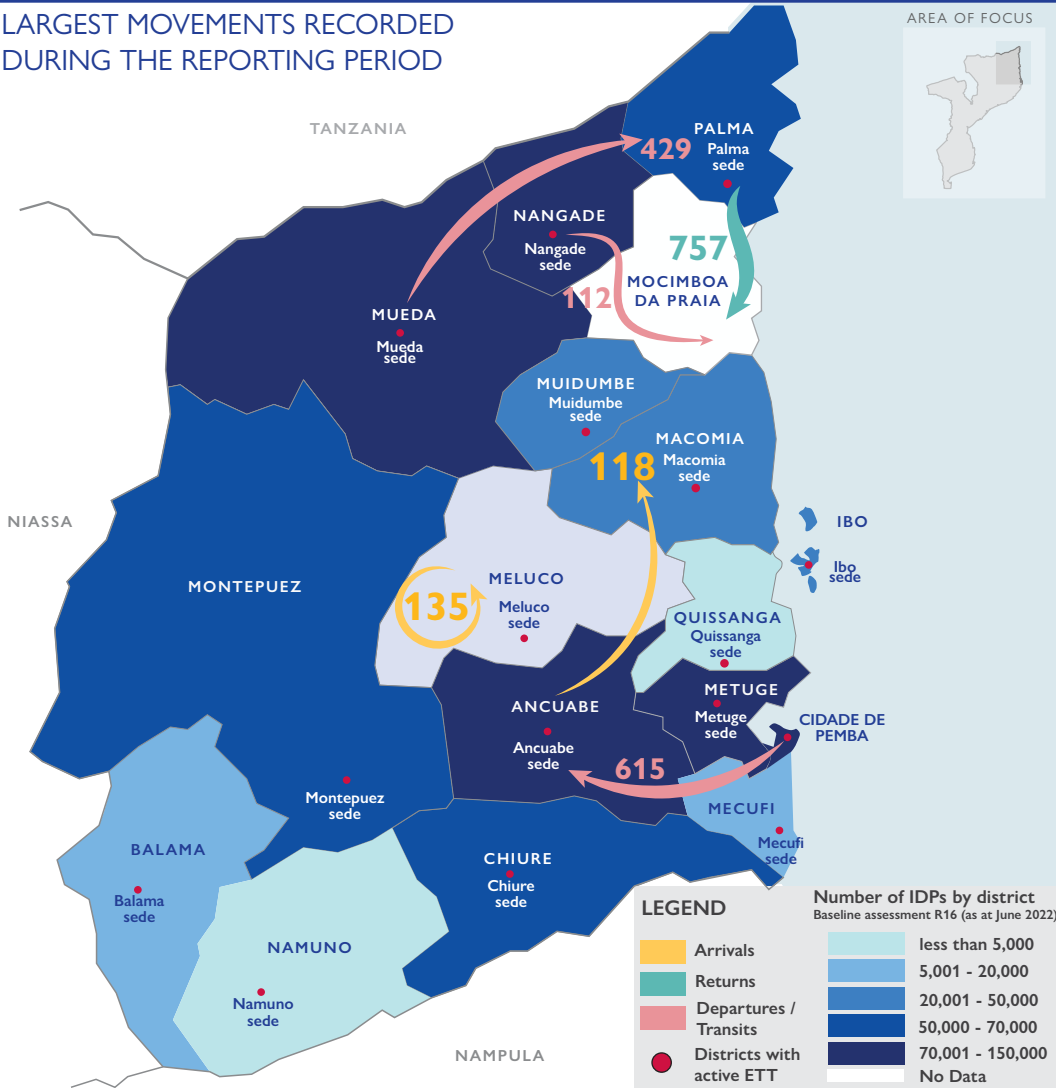 LARGEST MOVEMENTS RECORDED
DURING THE REPORTING PERIOD
AREA OF FOCUS
TANZANIA
PALMA
Palma
sede
429
NANGADE
Nangade
sede
757
MOCIMBOA
DA PRAIA
112
MUEDA
Mueda
sede
MUIDUMBE
Muidumbe
sede
MACOMIA
Macomia
sede
118
NIASSA
IBO
Ibo
sede
MONTEPUEZ
MELUCO
Meluco
sede
135
QUISSANGA
Quissanga
sede
METUGE
Metuge
sede
ANCUABE
Ancuabe
sede
CIDADE DE
PEMBA
615
Montepuez
sede
MECUFI
Mecufi
sede
BALAMA
Balama
sede
CHIURE
Chiure
sede
NAMUNO
Namuno
sede
NAMPULA
LEGEND
Arrivals
Returns
Departures /
Transits
Districts with
active ETT
Number of IDPs by district
Baseline assessment R16 (as at June 2022)
less than 5,000
5,001 - 20,000
20,001 - 50,000
50,000 - 70,000
70,001 - 150,000
No Data